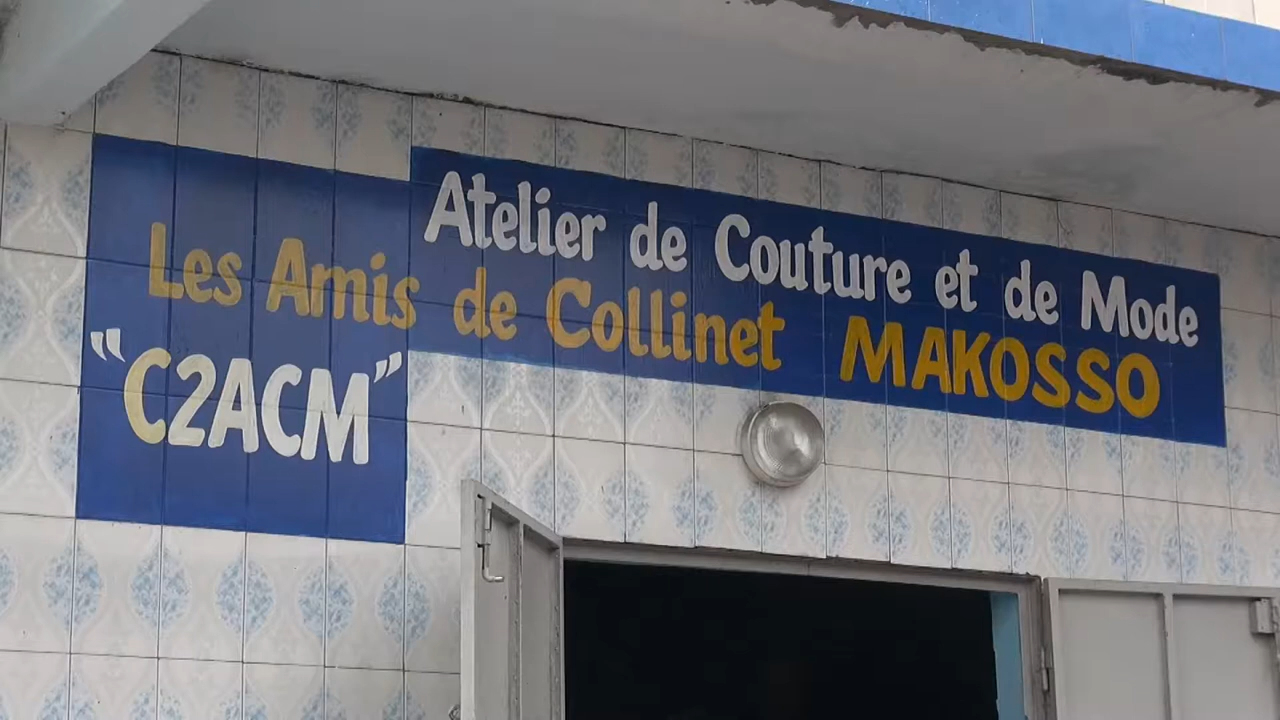 Atelier de Couture et de Mode
Les Amis de Collinet MAKOSSO
"C2ACM"